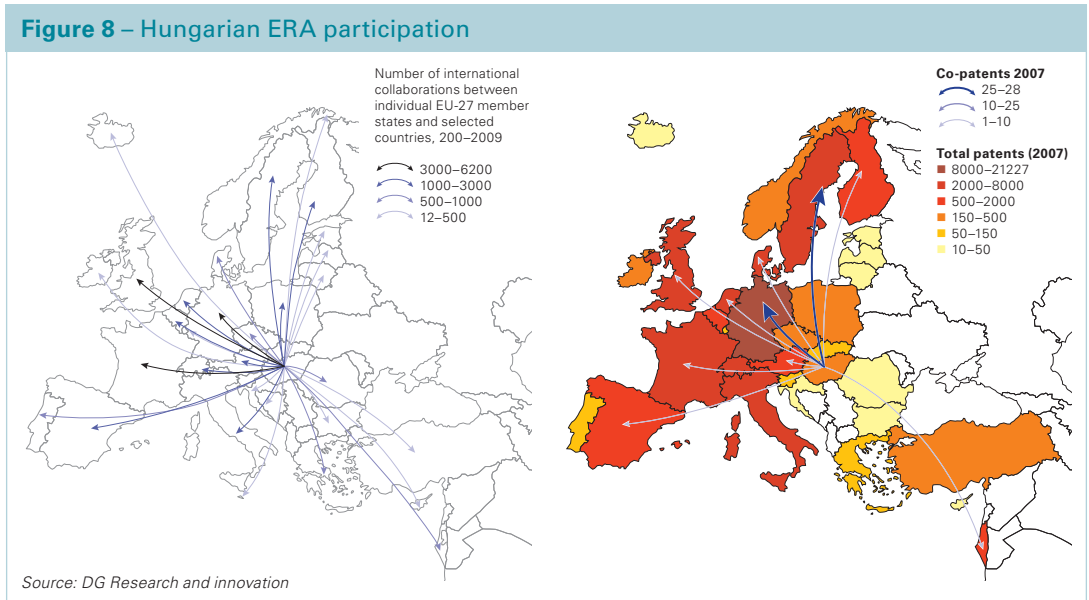 Figure 8 – Hungarian ERA participation
Number of international
collaborations between
individual EU-27 member
states and selected
countries, 200–2009
3000–6200
1000–3000
500–1000
12–500
Co-patents 2007
25–28
10–25
1–10
Total patents (2007)
8000–21227
2000–8000
500–2000
150–500
50–150
10–50
Source: DG Research and innovation